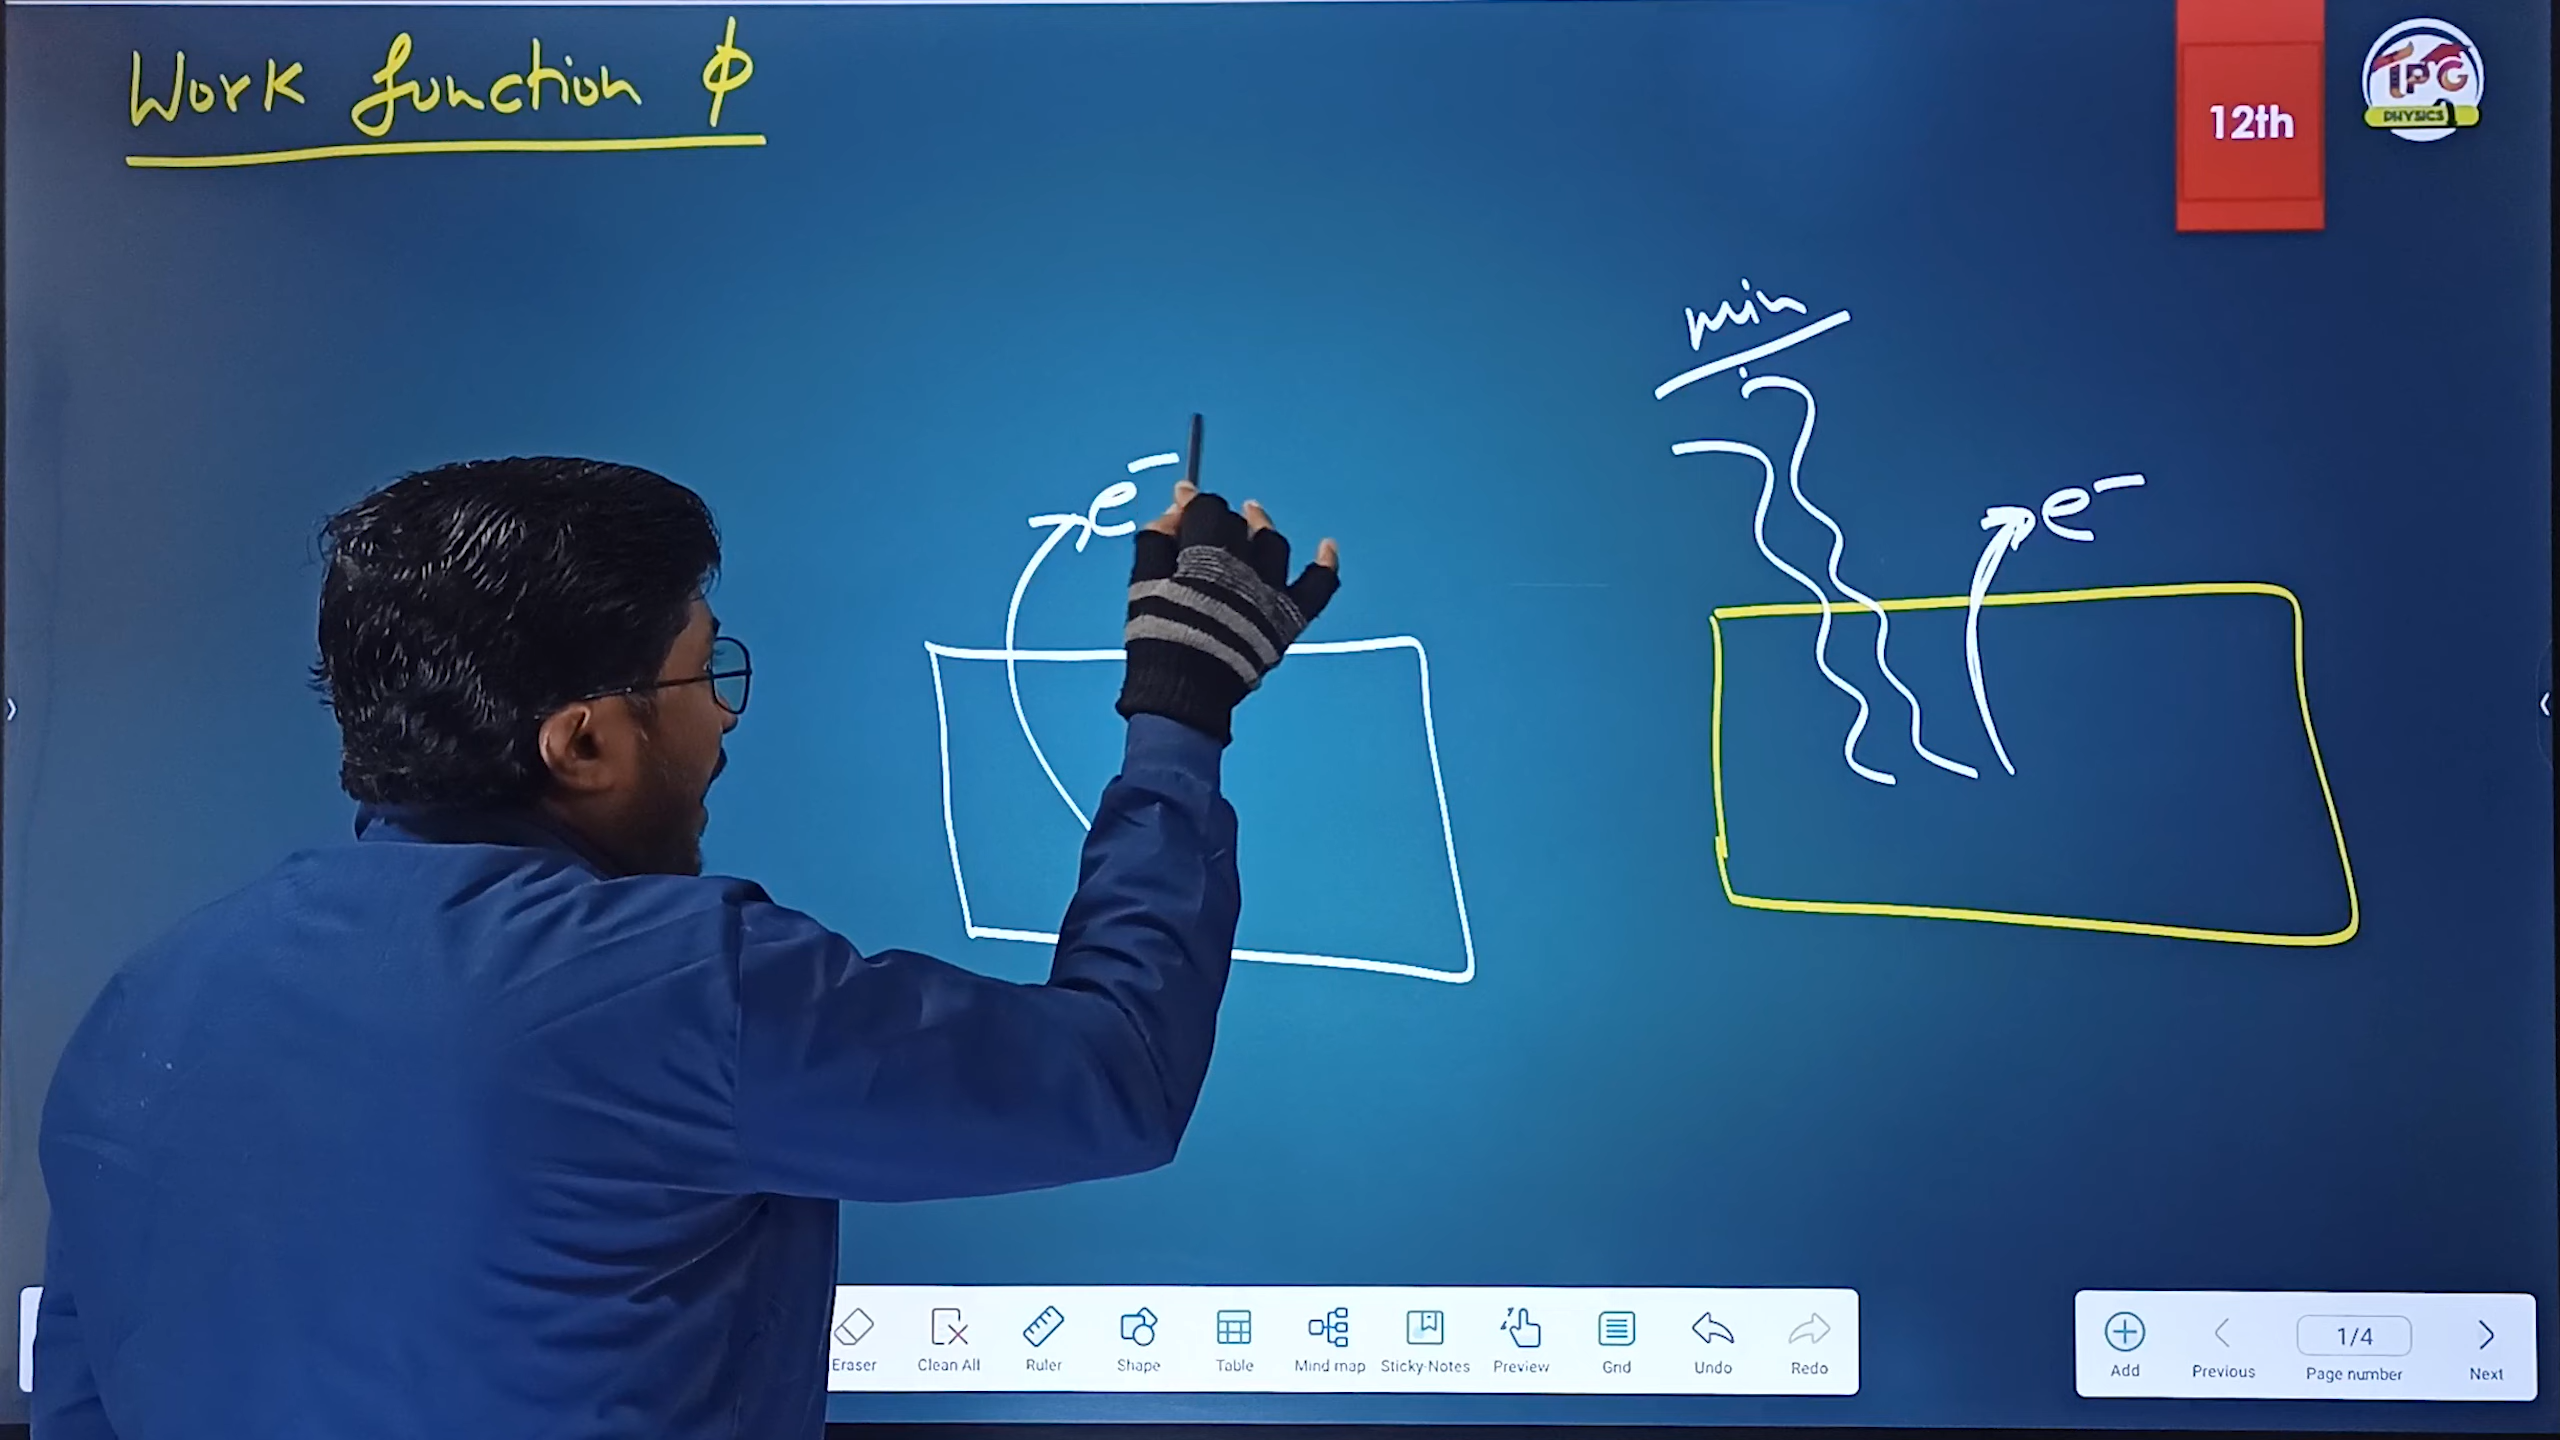 Work function φ
12th
IPG
PHYSICS
min
e⁻
e⁻
Eraser
Clean All
Ruler
Shape
Table
Mind map
Sticky-Notes
Preview
Grid
Undo
Redo
Add
Previous
1/4
Page number
Next